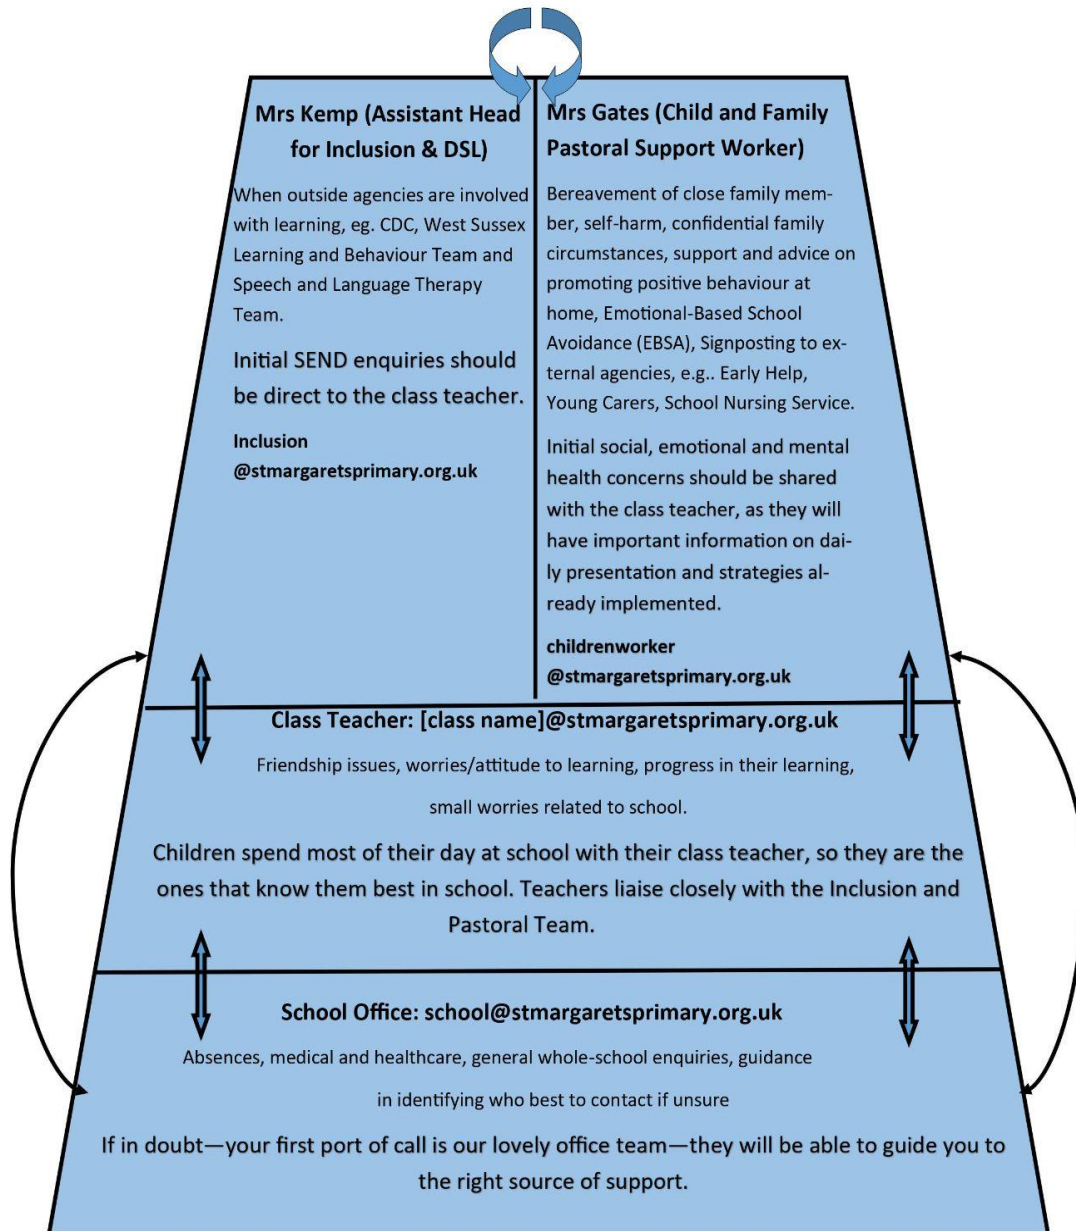 Mrs Kemp (Assistant Head
for Inclusion & DSL)
When outside agencies are involved
with learning, eg. CDC, West Sussex
Learning and Behaviour Team and
Speech and Language Therapy
Team.
Initial SEND enquiries should
be direct to the class teacher.
Inclusion
@stmargaretsprimary.org.uk
Mrs Gates (Child and Family
Pastoral Support Worker)
Bereavement of close family mem-
ber, self-harm, confidential family
circumstances, support and advice on
promoting positive behaviour at
home, Emotional-Based School
Avoidance (EBSA), Signposting to ex-
ternal agencies, e.g.. Early Help,
Young Carers, School Nursing Service.
Initial social, emotional and mental
health concerns should be shared
with the class teacher, as they will
have important information on dai-
ly presentation and strategies al-
ready implemented.
childrenworker
@stmargaretsprimary.org.uk
Class Teacher: [class name]@stmargaretsprimary.org.uk
Friendship issues, worries/attitude to learning, progress in their learning,
small worries related to school.
Children spend most of their day at school with their class teacher, so they are the
ones that know them best in school. Teachers liaise closely with the Inclusion and
Pastoral Team.
School Office: school@stmargaretsprimary.org.uk
Absences, medical and healthcare, general whole-school enquiries, guidance
in identifying who best to contact if unsure
If in doubt—your first port of call is our lovely office team—they will be able to guide you to
the right source of support.